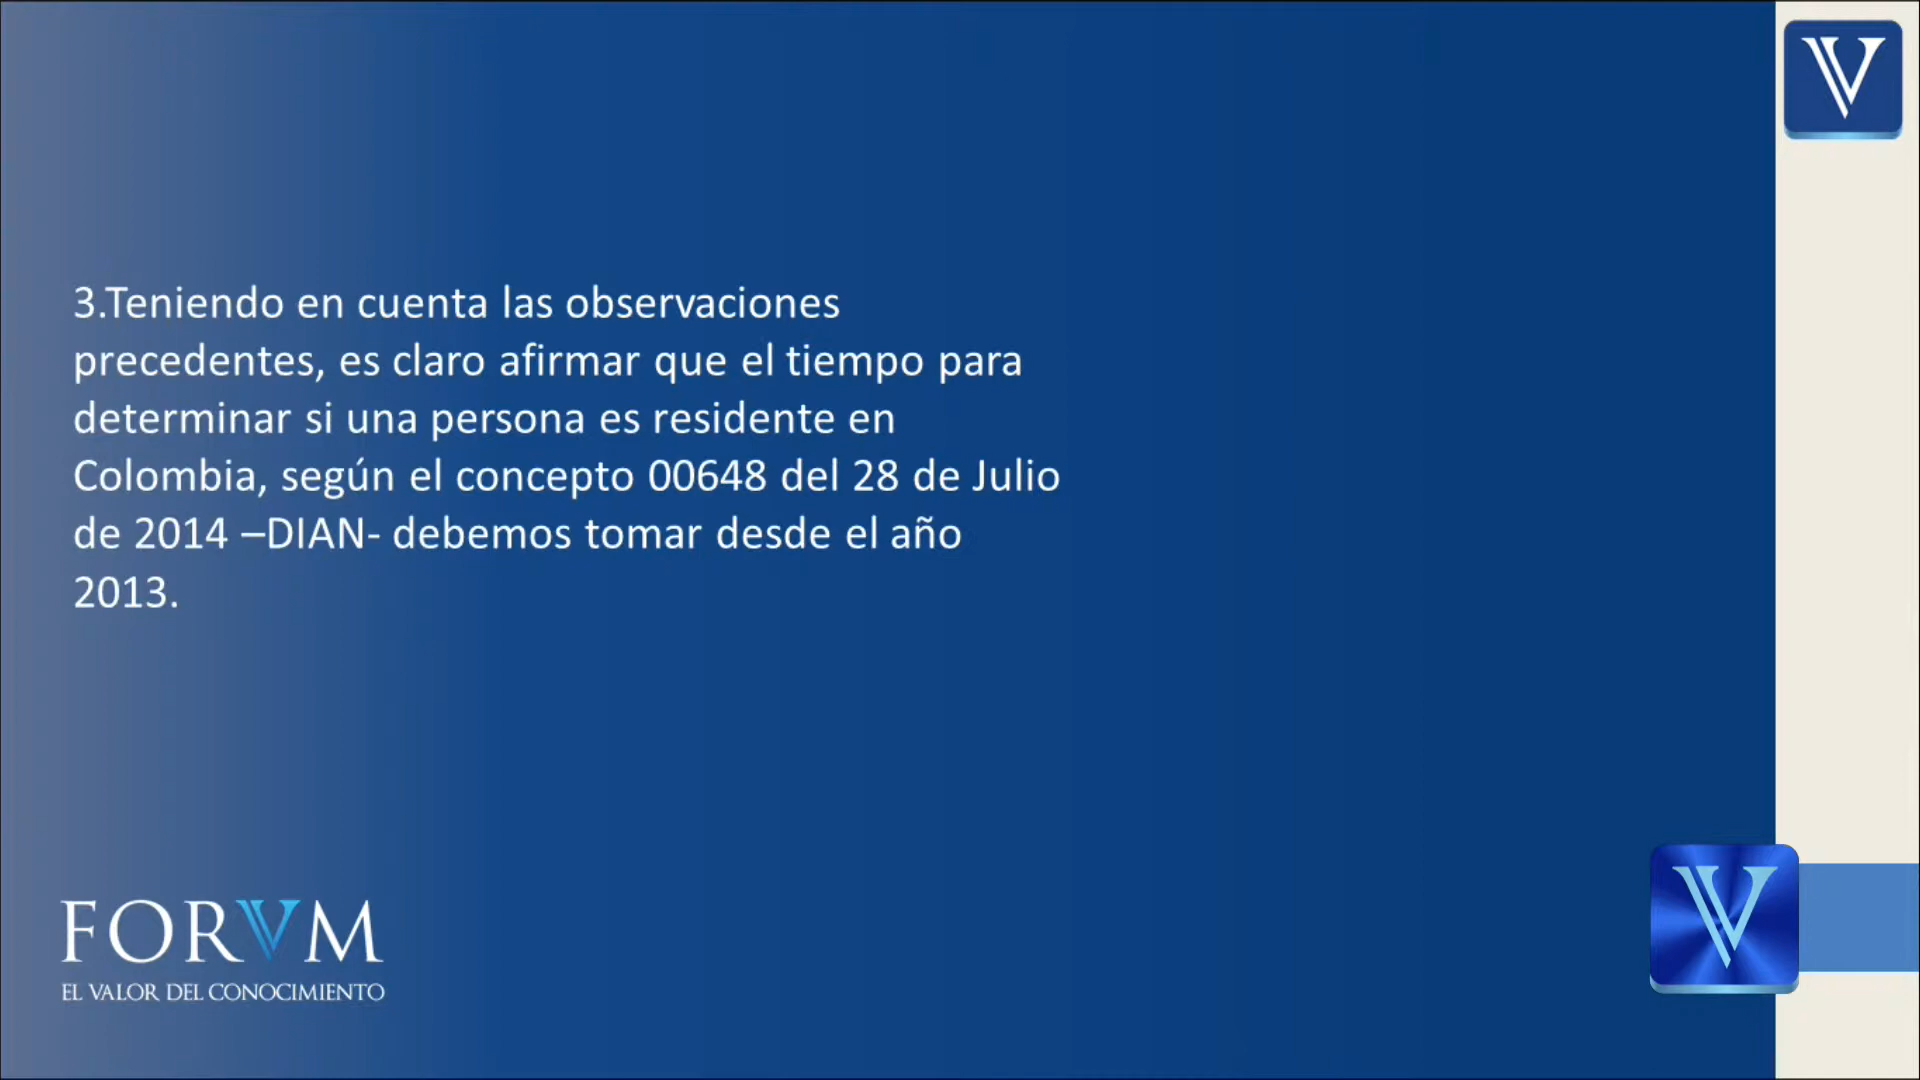 3.Teniendo en cuenta las observaciones
precedentes, es claro afirmar que el tiempo para
determinar si una persona es residente en
Colombia, según el concepto 00648 del 28 de Julio
de 2014 –DIAN- debemos tomar desde el año
2013.
FORVM
EL VALOR DEL CONOCIMIENTO
V
V